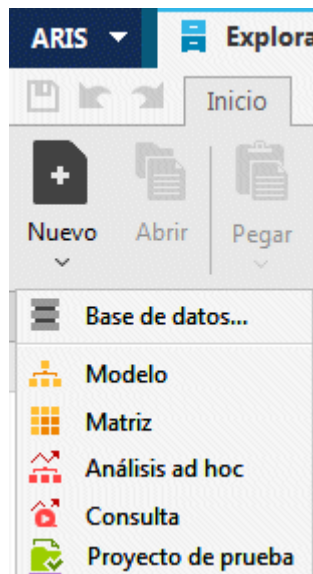 ARIS Explora
Inicio
Nuevo Abrir Pegar
Base de datos...
Modelo
Matriz
Análisis ad hoc
Consulta
Proyecto de prueba